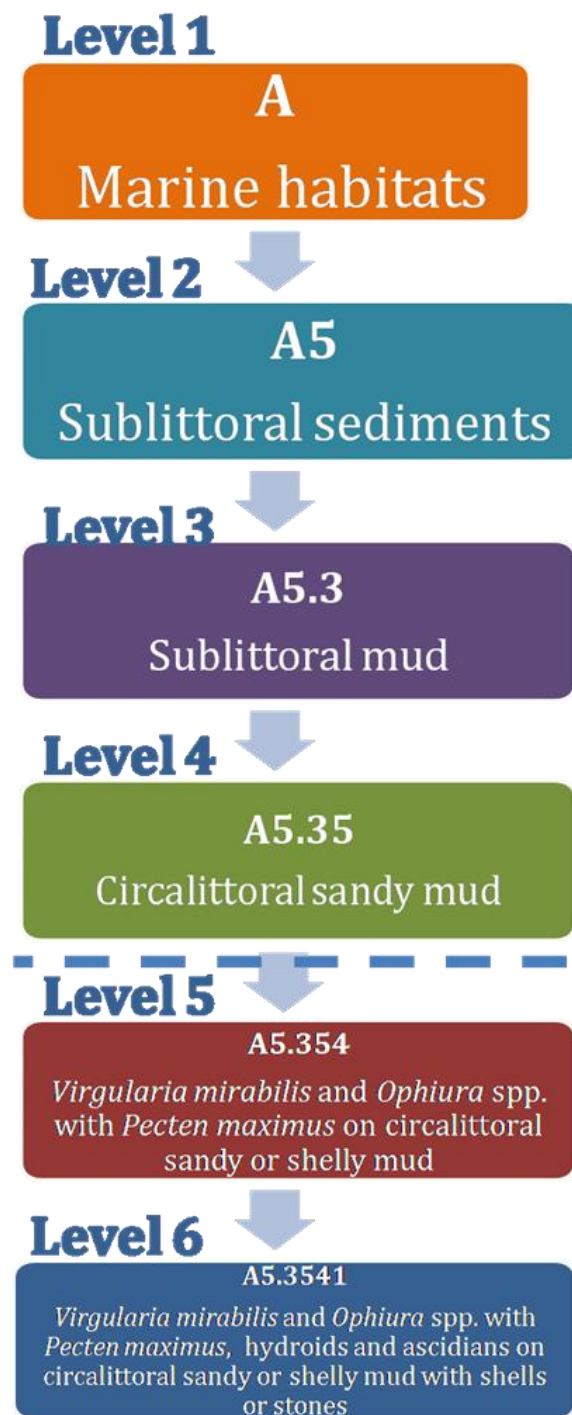 Level 1
A
Marine habitats
Level 2
A5
Sublittoral sediments
Level 3
A5.3
Sublittoral mud
Level 4
A5.35
Circalittoral sandy mud
Level 5
A5.354
Virgularia mirabilis and Ophiura spp.
with Pecten maximus on circalittoral
sandy or shelly mud
Level 6
A5.3541
Virgularia mirabilis and Ophiura spp. with
Pecten maximus, hydroids and ascidians on
circalittoral sandy or shelly mud with shells
or stones